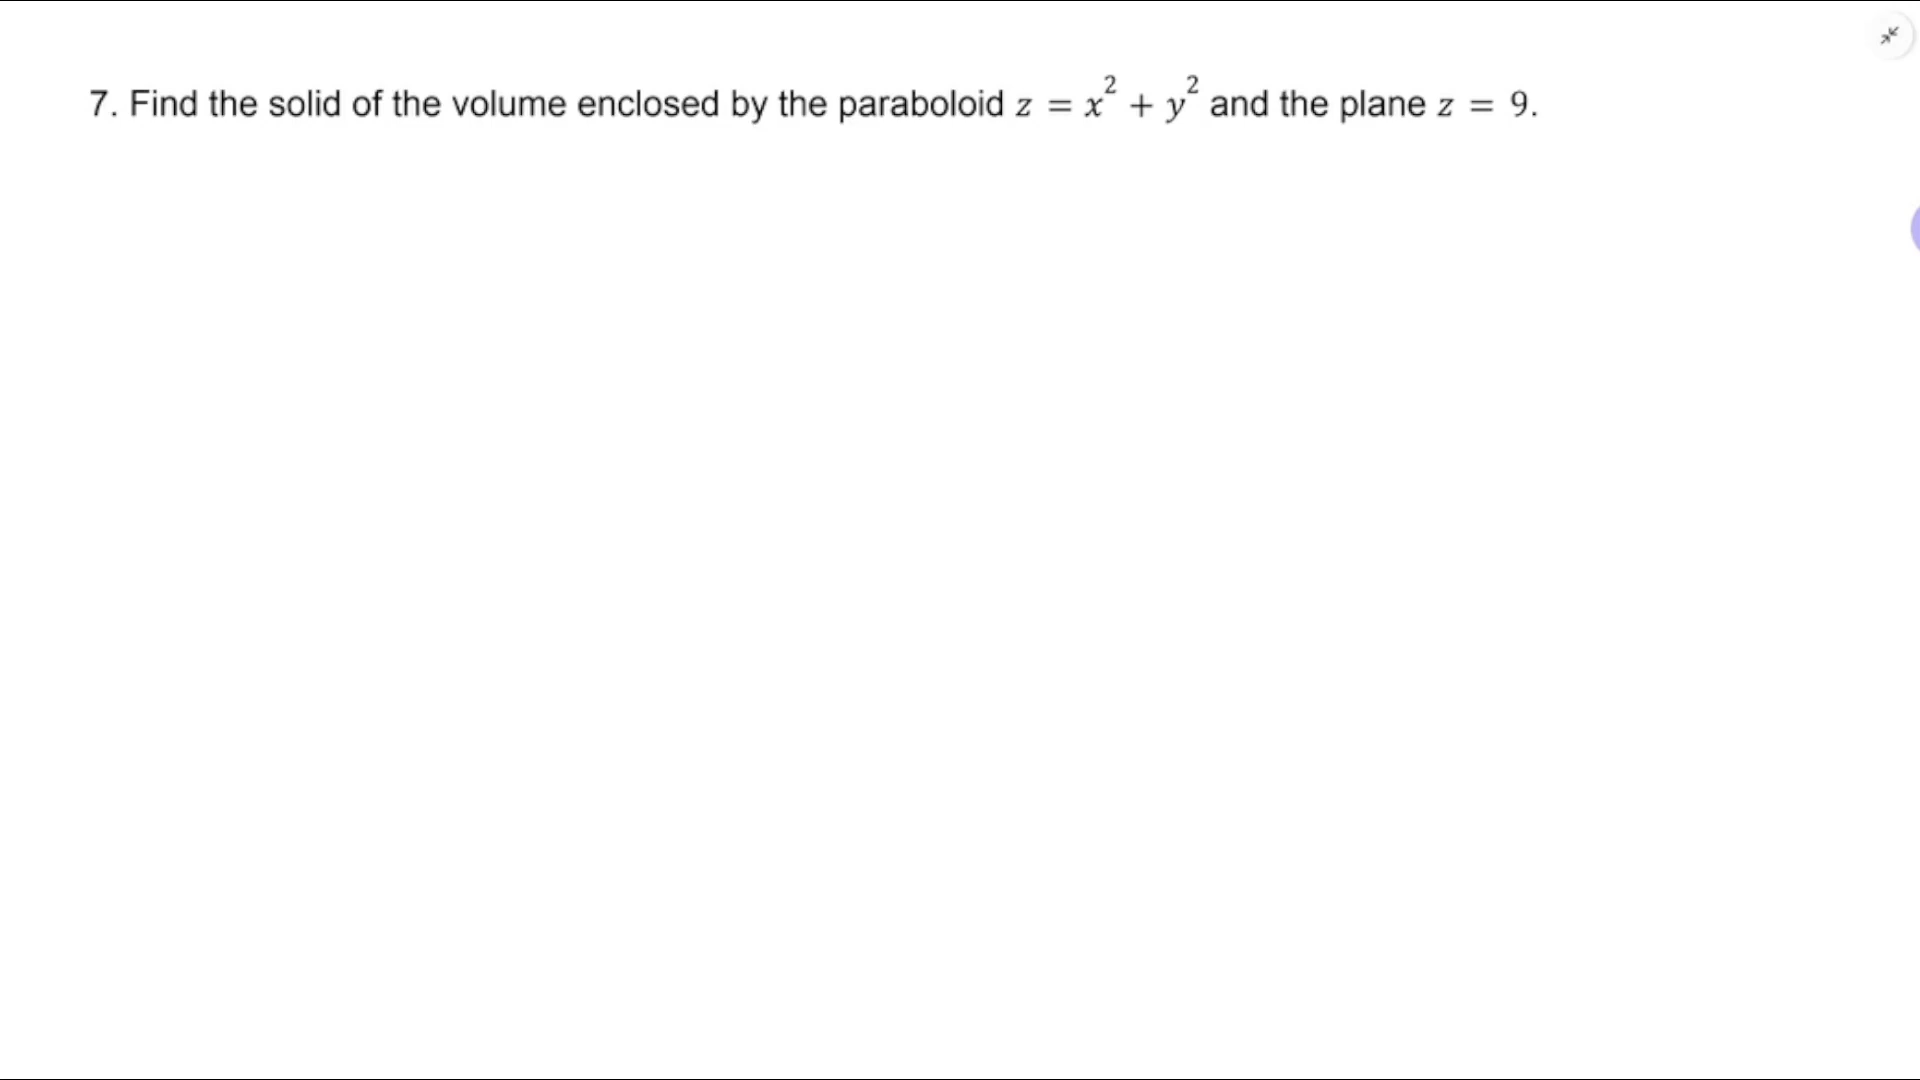 7. Find the solid of the volume enclosed by the paraboloid z = x² + y² and the plane z = 9.